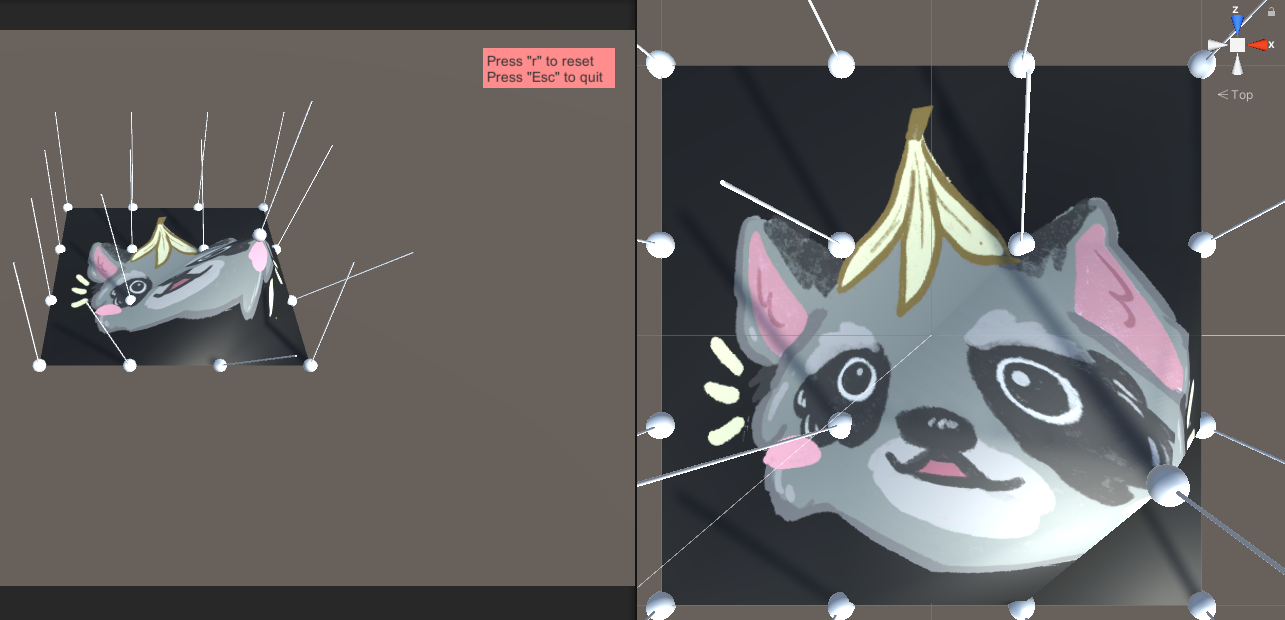 Press "r" to reset
Press "Esc" to quit
z
x
Top